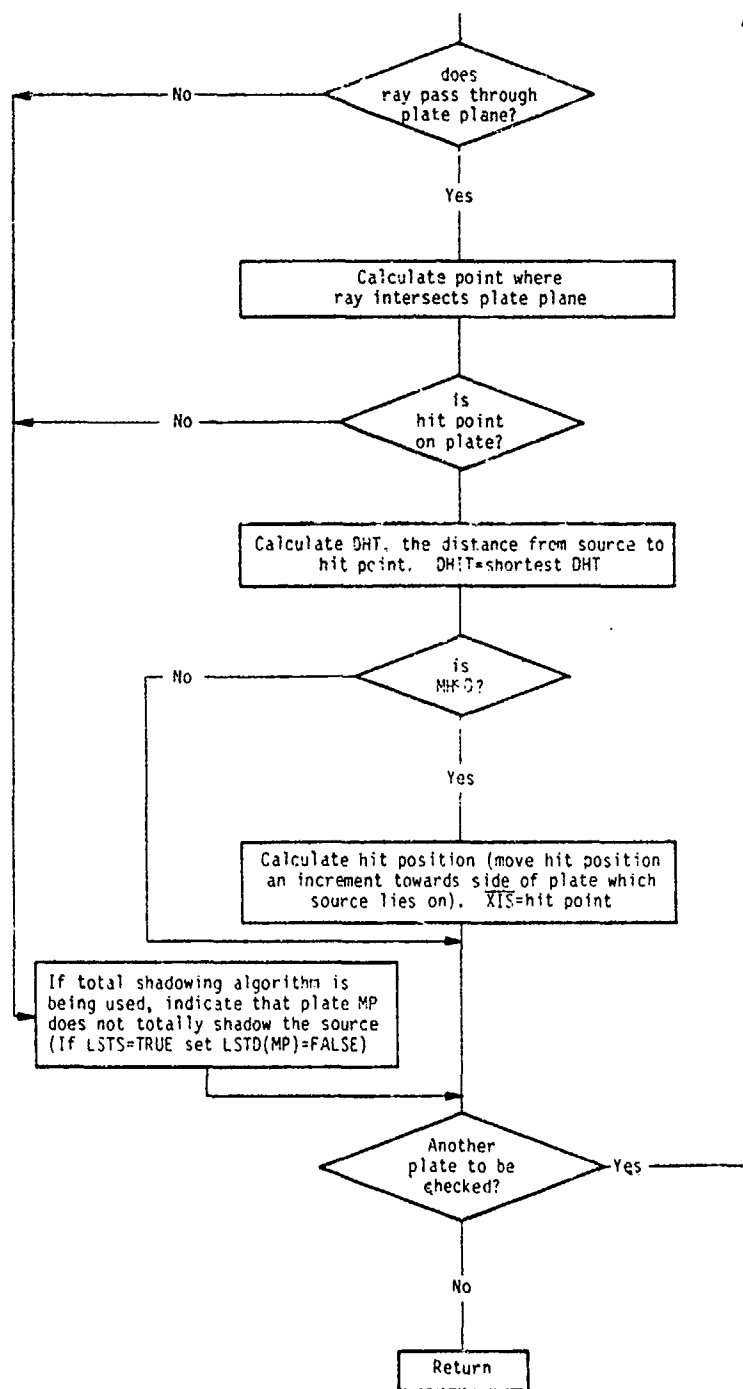 does
ray pass through
plate plane?
No
Yes
Calculate point where
ray intersects plate plane
is
hit point
on plate?
No
Calculate DHT, the distance from source to
hit point. DHIT=shortest DHT
is
No
Yes
Calculate hit position (move hit position
an increment towards side of plate which
source lies on). XIS=hit point
If total shadowing algorithm is
being used, indicate that plate MP
does not totally shadow the source
(If LSTS=TRUE set LSTD(MP)=FALSE)
Another
plate to be
checked?
Yes
No
Return